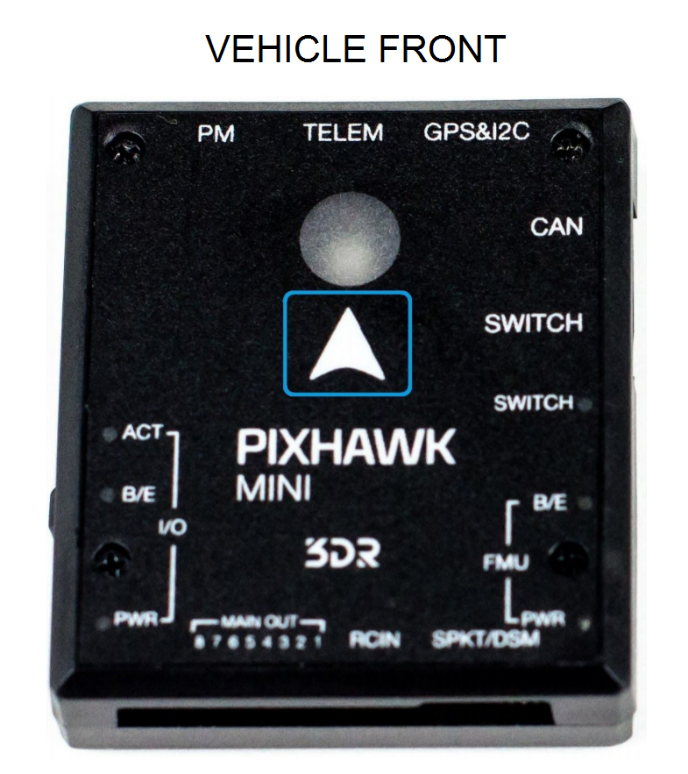 VEHICLE FRONT
PM TELEM GPS&I2C
CAN
SWITCH
SWITCH
ACT
PIXHAWK
MINI
B/E
I/O
B/E
3DR
FMU
PWR
PWR
MAIN OUT
8 7 6 5 4 3 2 1 RCIN SPKT/DSM